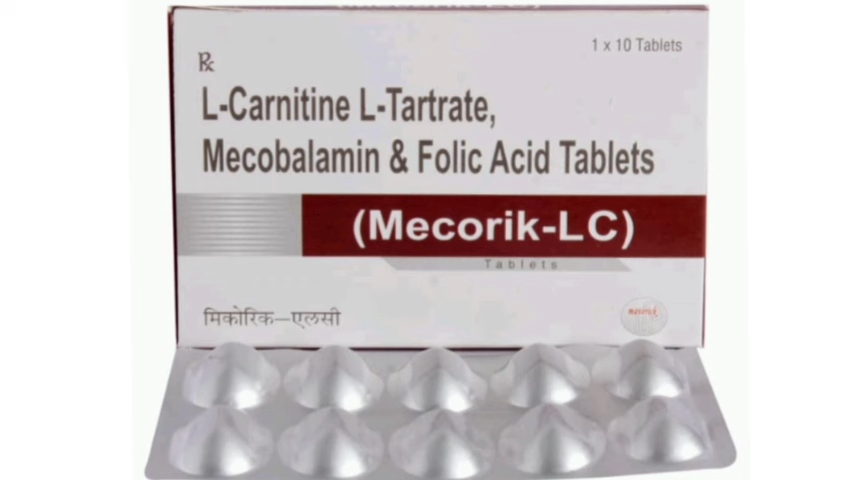 1 x 10 Tablets
℞
L-Carnitine L-Tartrate,
Mecobalamin & Folic Acid Tablets
(Mecorik-LC)
Tablets
मिकोरिक–एलसी